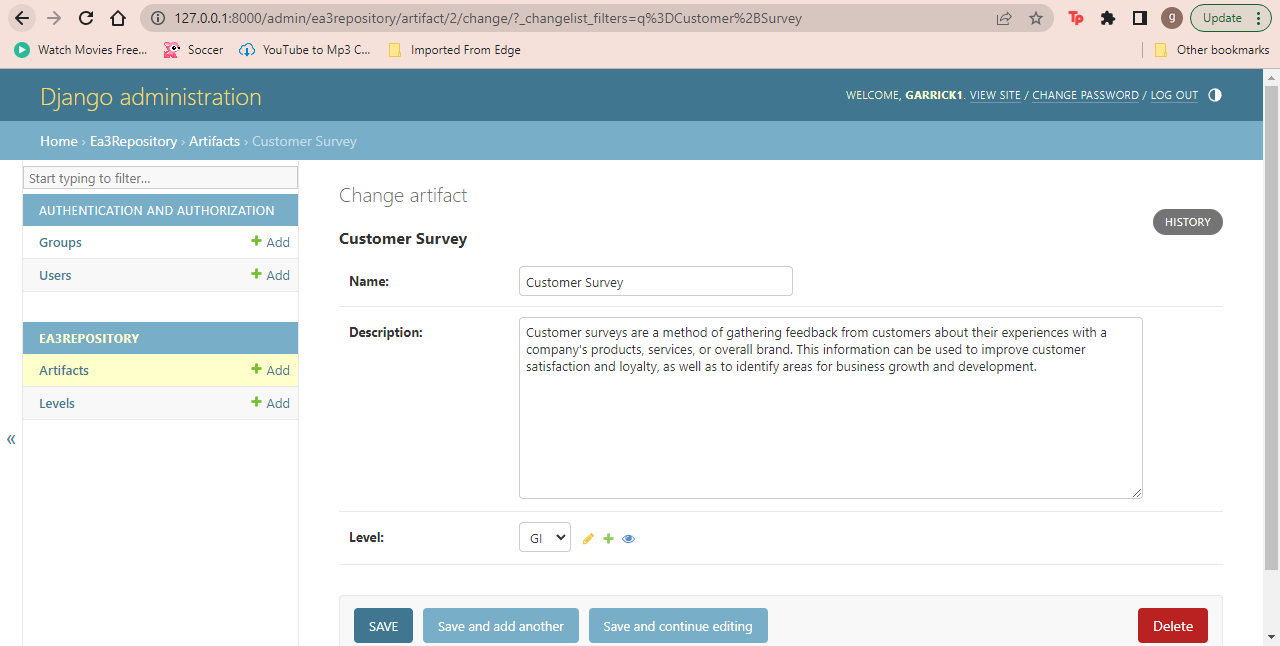 127.0.0.1:8000/admin/ea3repository/artifact/2/change/?_changelist_filters=q%3DCustomer%2BSurvey
Tp
g
Update
Watch Movies Free...
Soccer
YouTube to Mp3 C...
Imported From Edge
Other bookmarks
Django administration
WELCOME, GARRICK1. VIEW SITE / CHANGE PASSWORD / LOG OUT
Home › Ea3Repository › Artifacts › Customer Survey
Start typing to filter...
AUTHENTICATION AND AUTHORIZATION
Groups + Add
Users + Add
EA3REPOSITORY
Artifacts + Add
Levels + Add
«
Change artifact
HISTORY
Customer Survey
Name: Customer Survey
Description: Customer surveys are a method of gathering feedback from customers about their experiences with a
company's products, services, or overall brand. This information can be used to improve customer
satisfaction and loyalty, as well as to identify areas for business growth and development.
Level: GI
SAVE
Save and add another
Save and continue editing
Delete